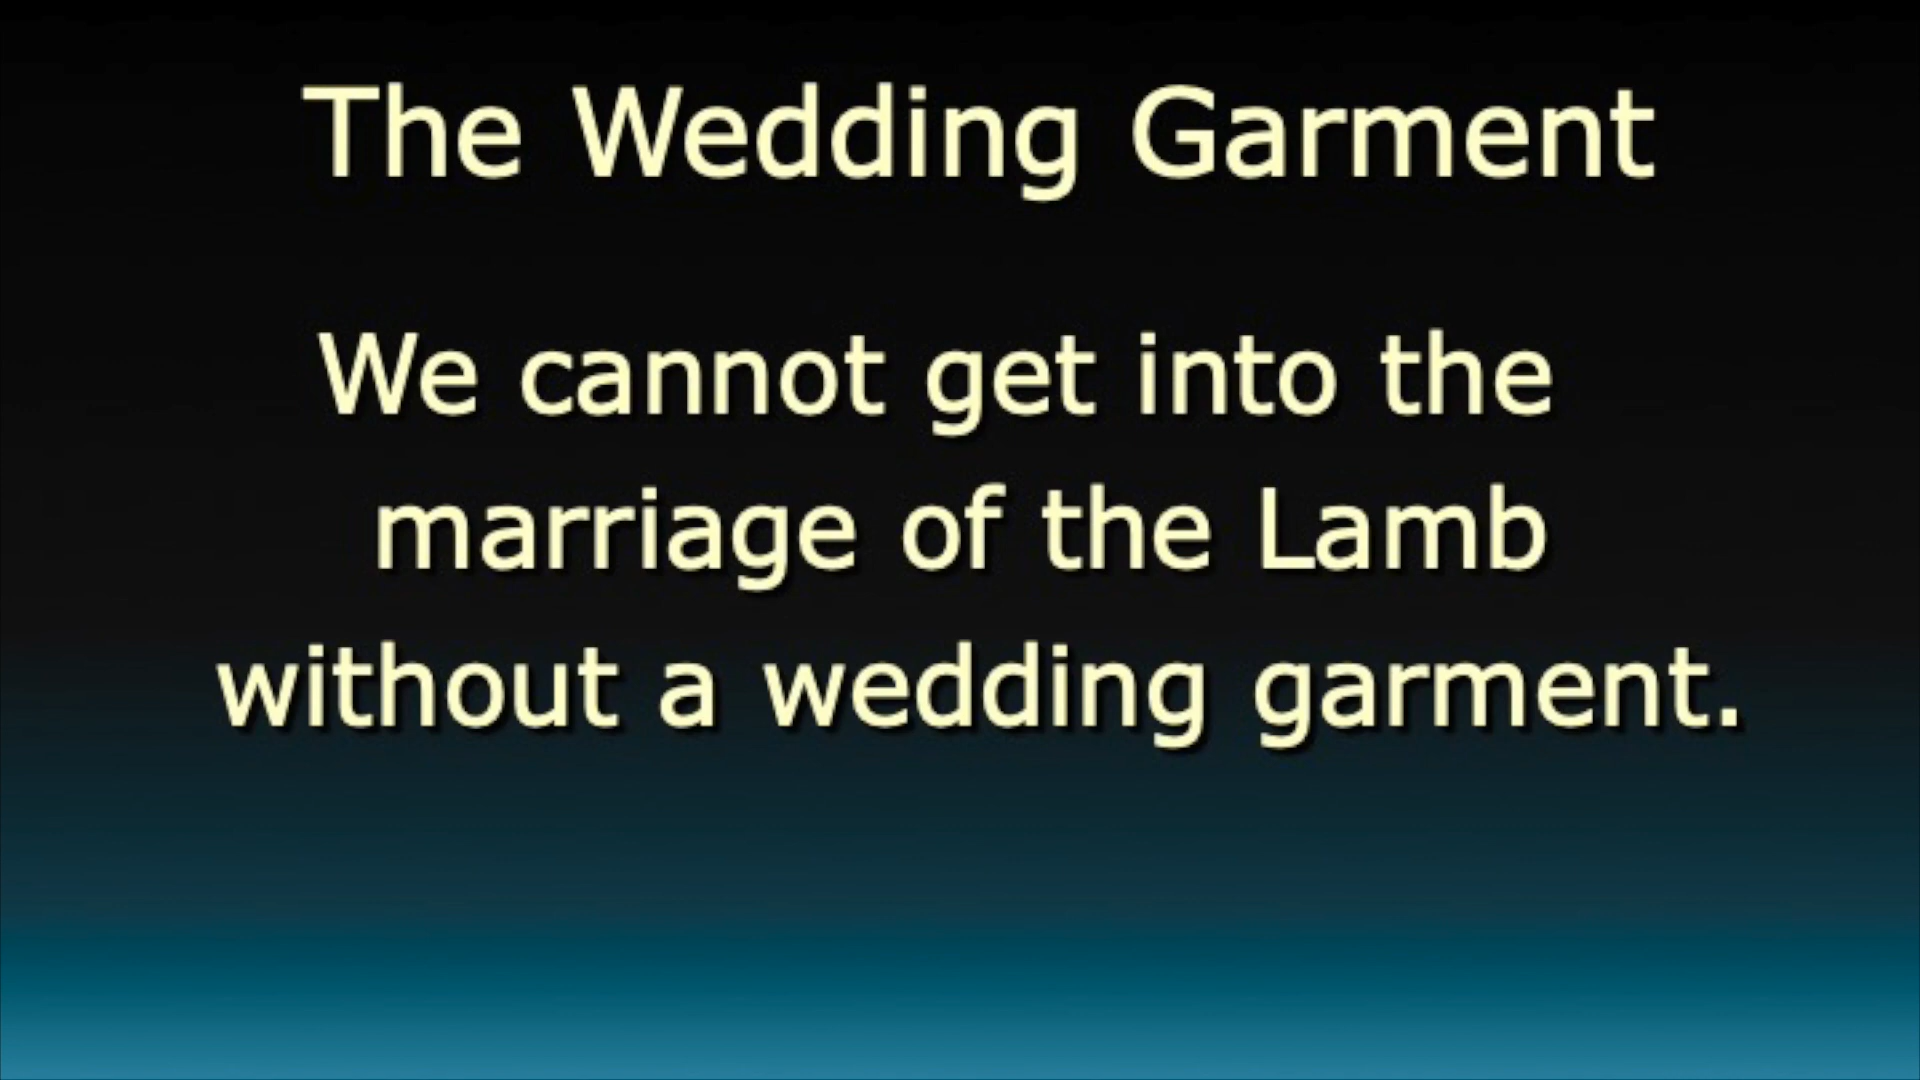 The Wedding Garment
We cannot get into the
marriage of the Lamb
without a wedding garment.